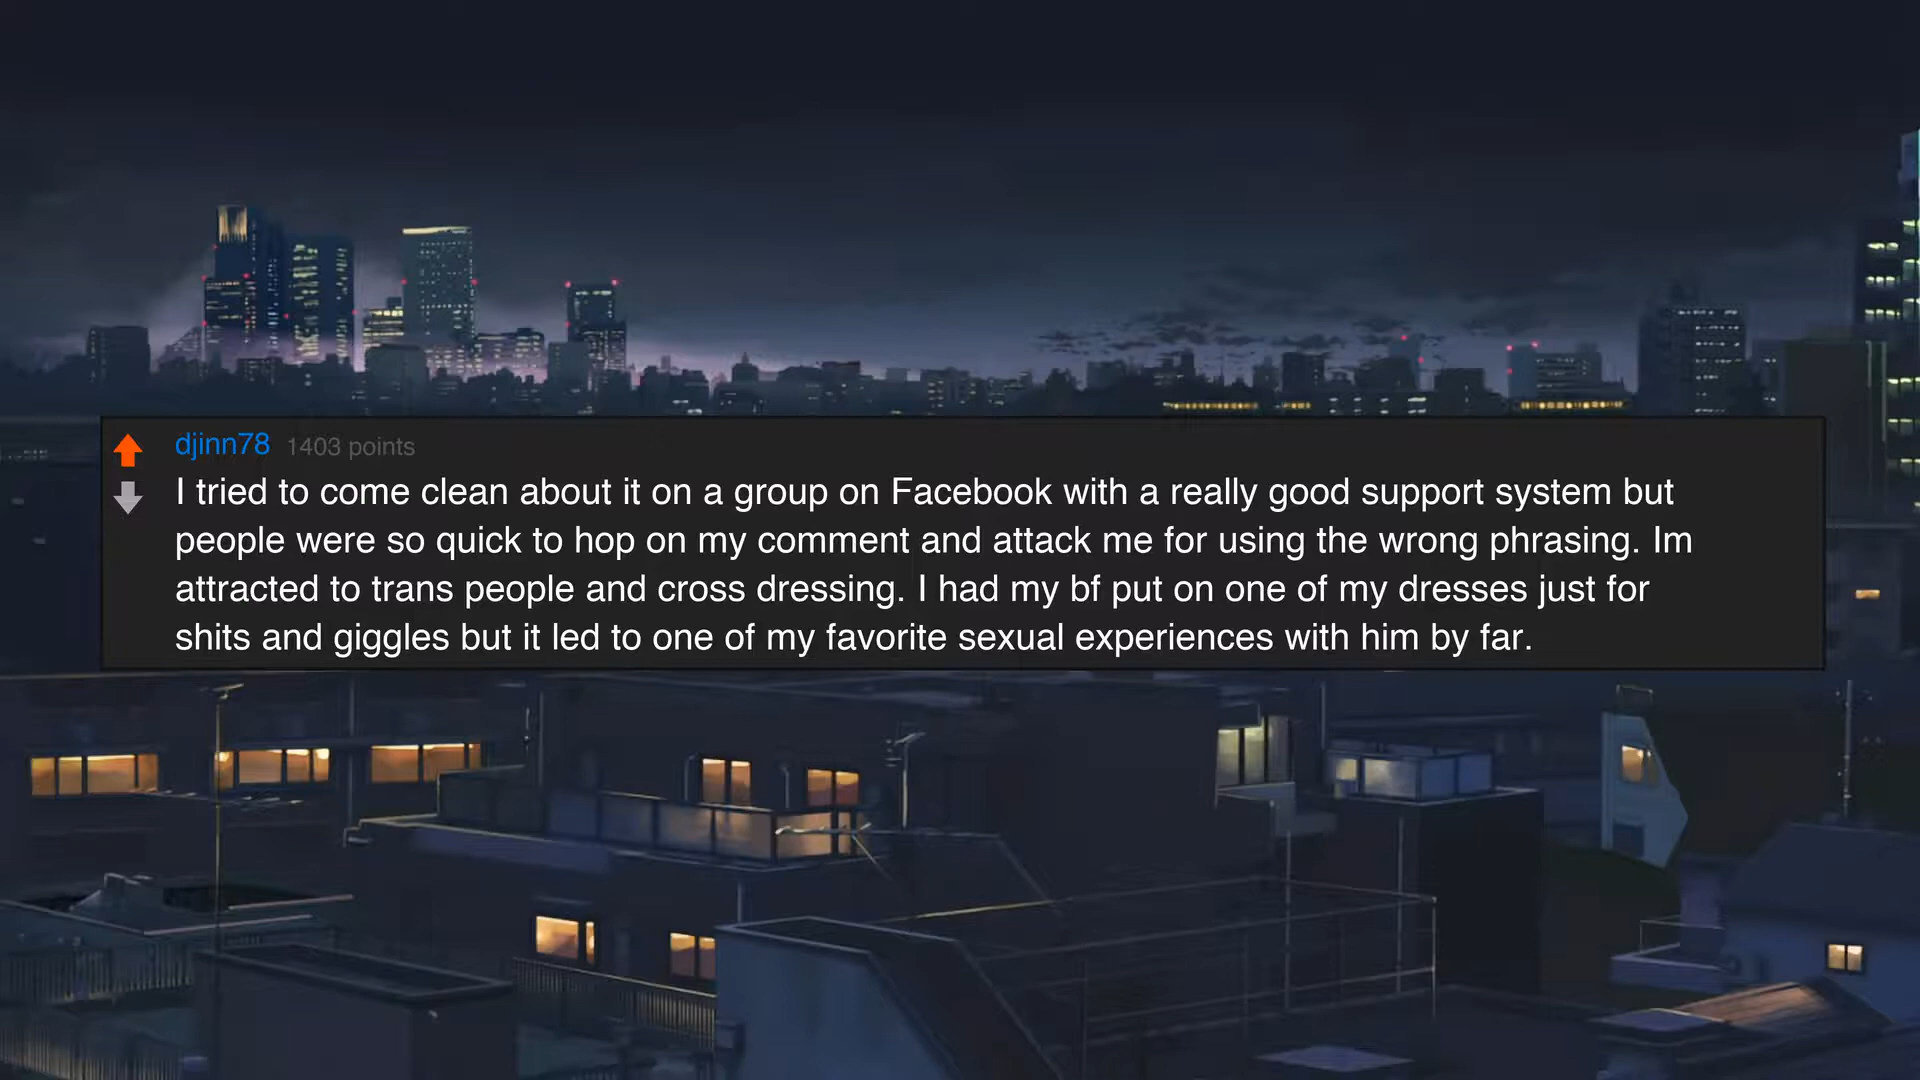 djinn78 1403 points
I tried to come clean about it on a group on Facebook with a really good support system but
people were so quick to hop on my comment and attack me for using the wrong phrasing. Im
attracted to trans people and cross dressing. I had my bf put on one of my dresses just for
shits and giggles but it led to one of my favorite sexual experiences with him by far.